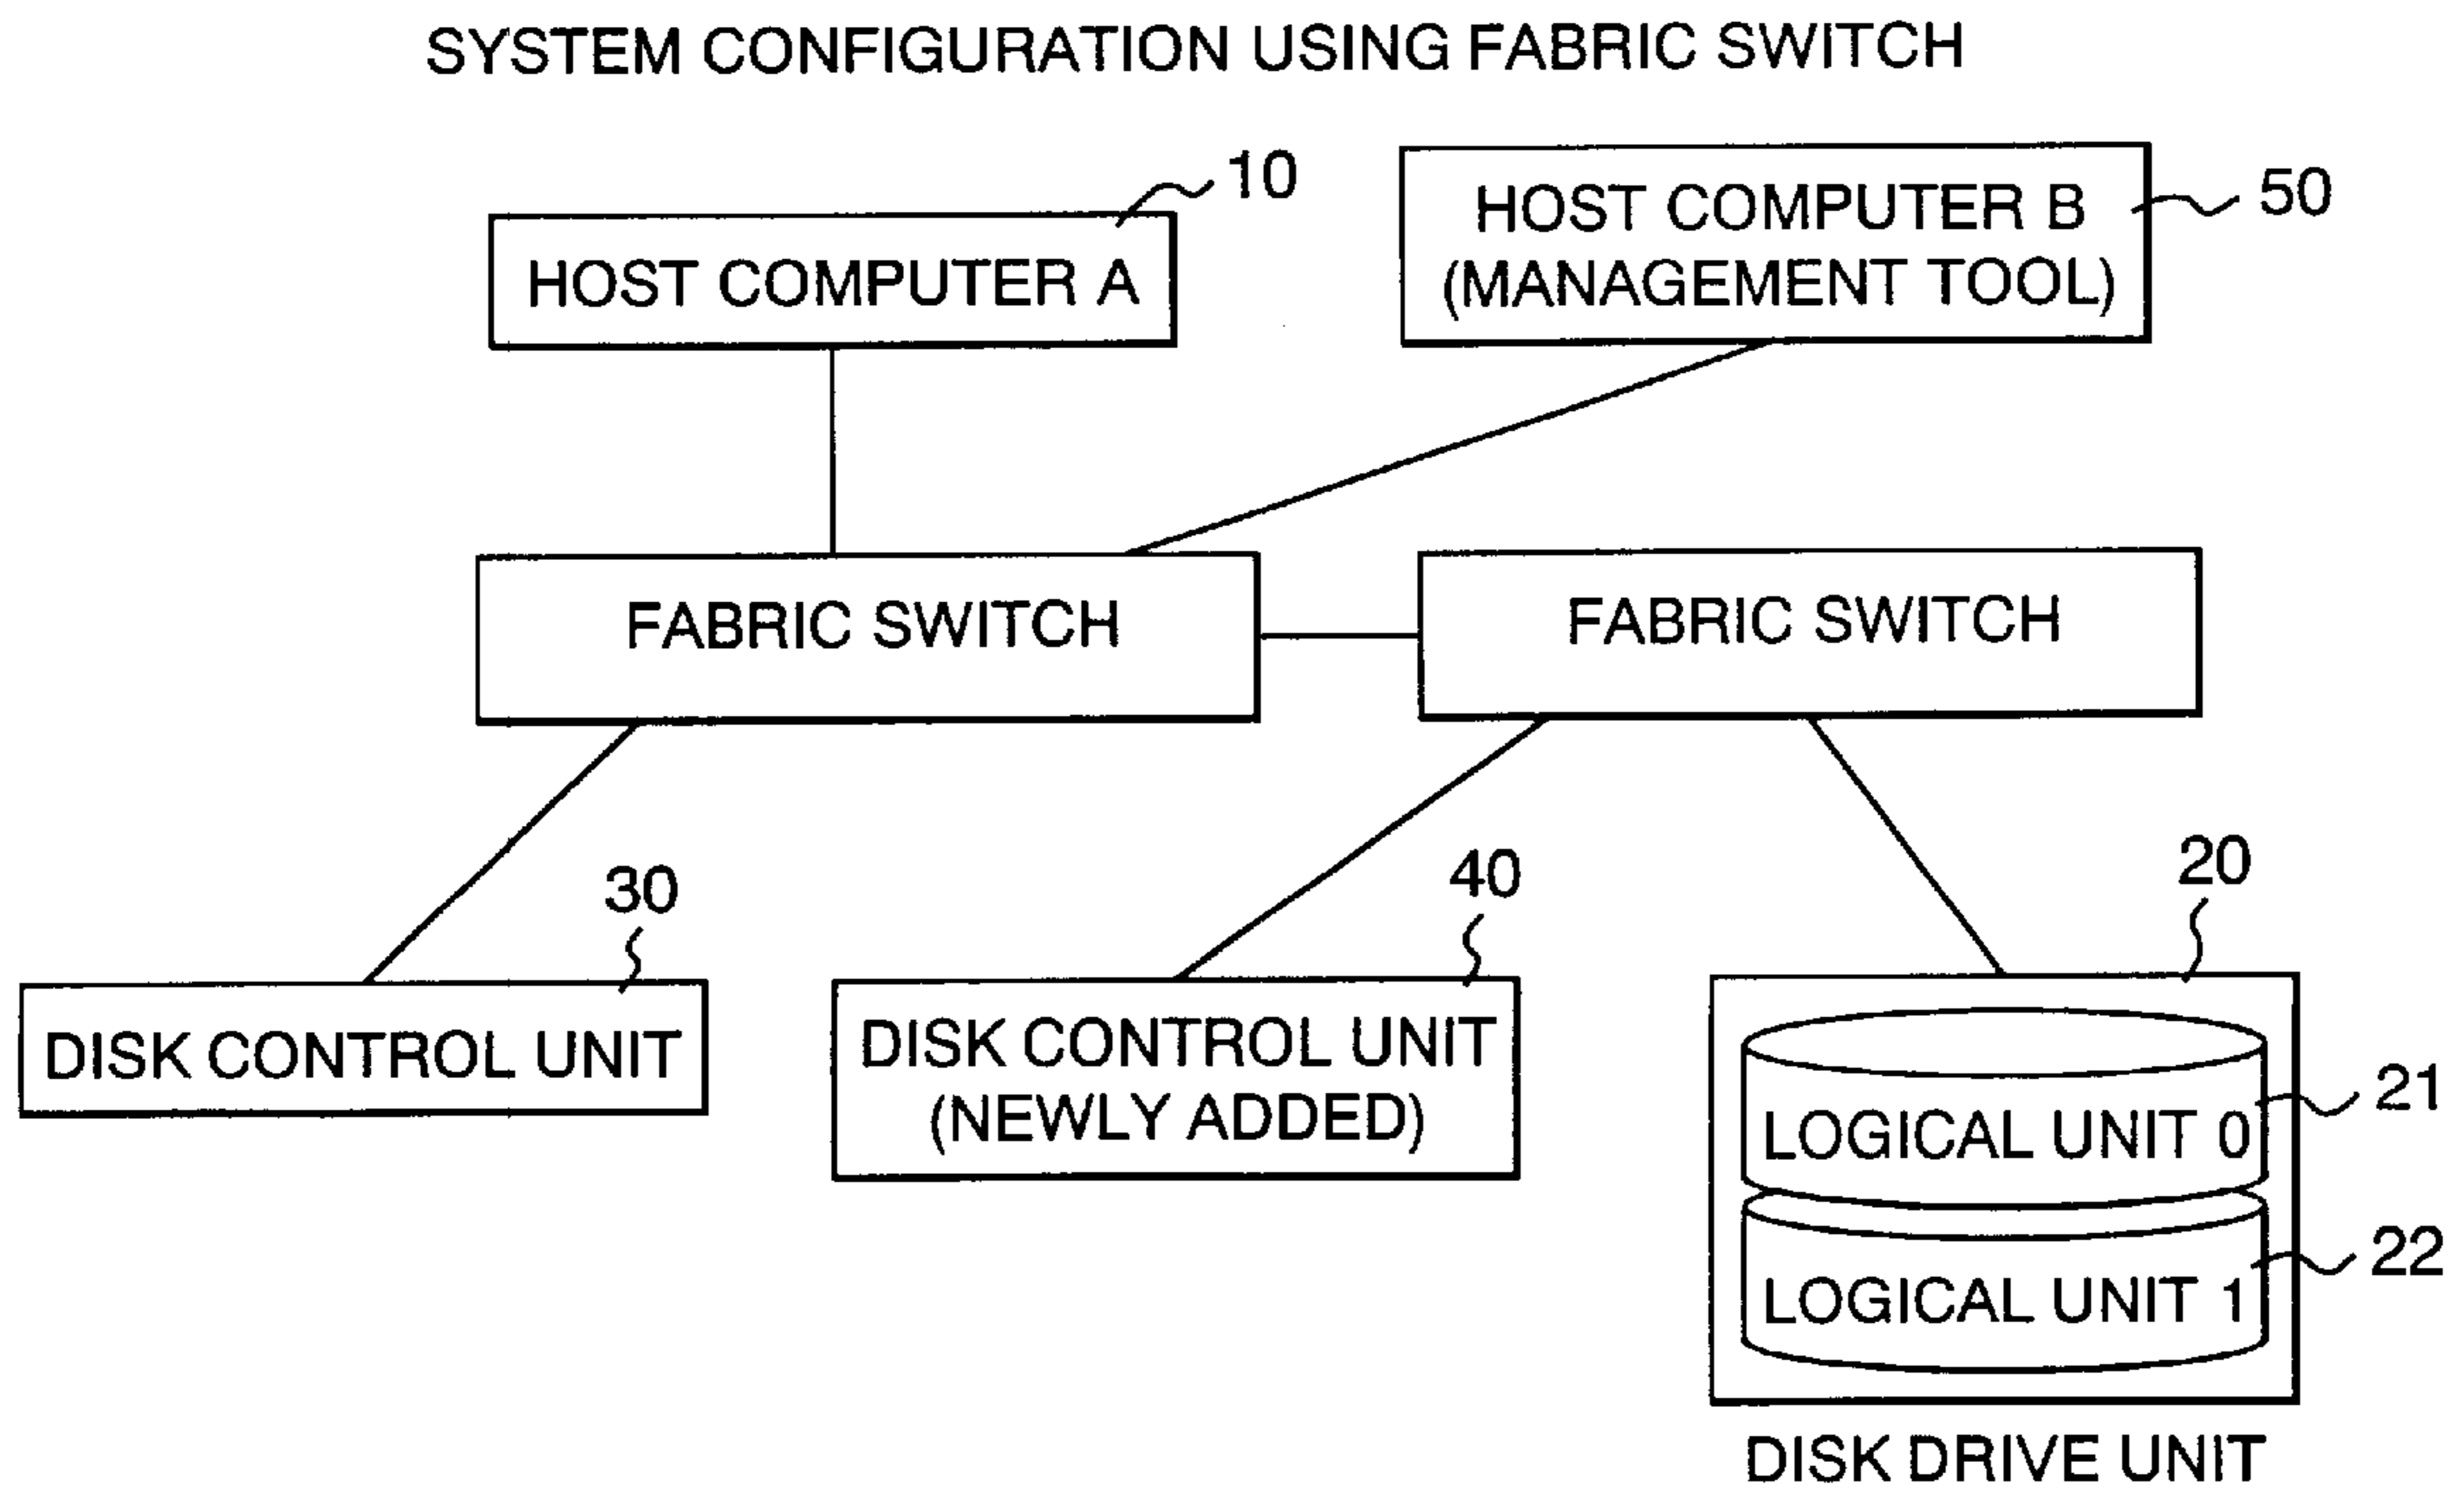 SYSTEM CONFIGURATION USING FABRIC SWITCH
10
HOST COMPUTER A
50
HOST COMPUTER B
(MANAGEMENT TOOL)
FABRIC SWITCH
FABRIC SWITCH
30
DISK CONTROL UNIT
40
DISK CONTROL UNIT
(NEWLY ADDED)
20
21
LOGICAL UNIT 0
22
LOGICAL UNIT 1
DISK DRIVE UNIT